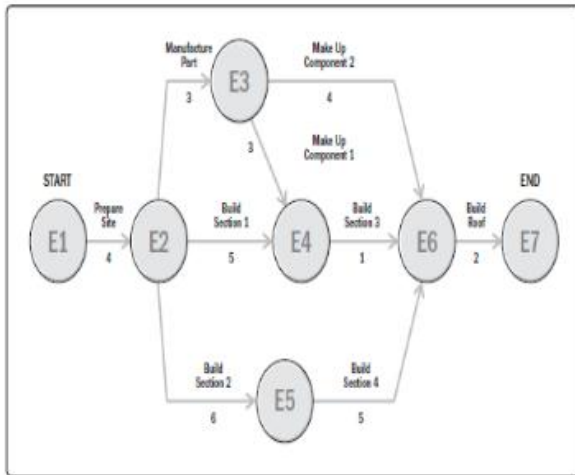 Manufacture
Part
3
E3
Make Up
Component 2
4
3
Make Up
Component 1
START
E1
Prepare
Site
4
E2
Build
Section 1
5
E4
Build
Section 3
1
E6
Build
Roof
2
END
E7
Build
Section 2
6
E5
Build
Section 4
5